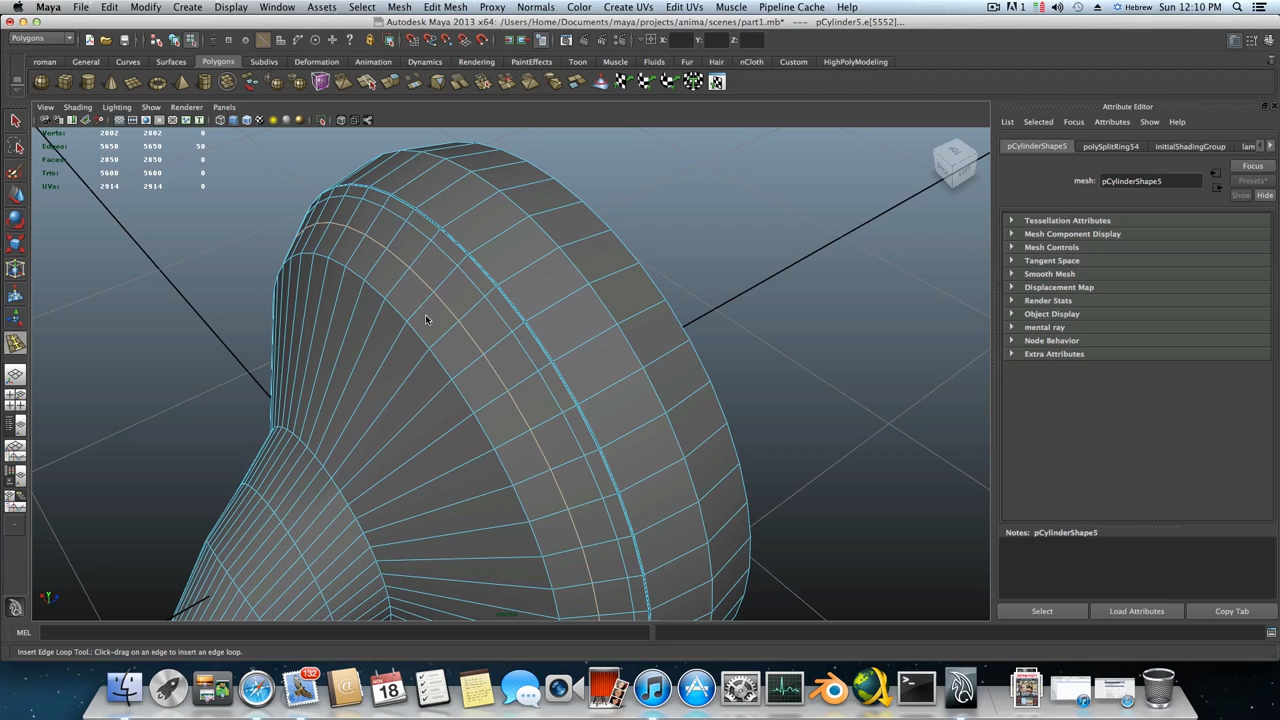 Maya File Edit Modify Create Display Window Assets Select Mesh Edit Mesh Proxy Normals Color Create UVs Edit UVs Muscle Pipeline Cache Help 1 Hebrew Sun 12:10 PM
Autodesk Maya 2013 x64: /Users/Home/Documents/maya/projects/anima/scenes/part1.mb* --- pCylinder5.e[5552]...
Polygons X: Y: Z:
roman General Curves Surfaces Polygons Subdivs Deformation Animation Dynamics Rendering PaintEffects Toon Muscle Fluids Fur Hair nCloth Custom HighPolyModeling
View Shading Lighting Show Renderer Panels
Attribute Editor
List Selected Focus Attributes Show Help
Verts: 2802 2802 0
Edges: 5650 5650 50
Faces: 2850 2850 0
Tris: 5600 5600 0
UVs: 2914 2914 0
pCylinderShape5 polySplitRing54 initialShadingGroup lam
Focus
mesh: pCylinderShape5
Presets*
Show Hide
Tessellation Attributes
Mesh Component Display
Mesh Controls
Tangent Space
Smooth Mesh
Displacement Map
Render Stats
Object Display
mental ray
Node Behavior
Extra Attributes
Notes: pCylinderShape5
Select Load Attributes Copy Tab
persp
MEL
Insert Edge Loop Tool: Click-drag on an edge to insert an edge loop.
132
NOV
18